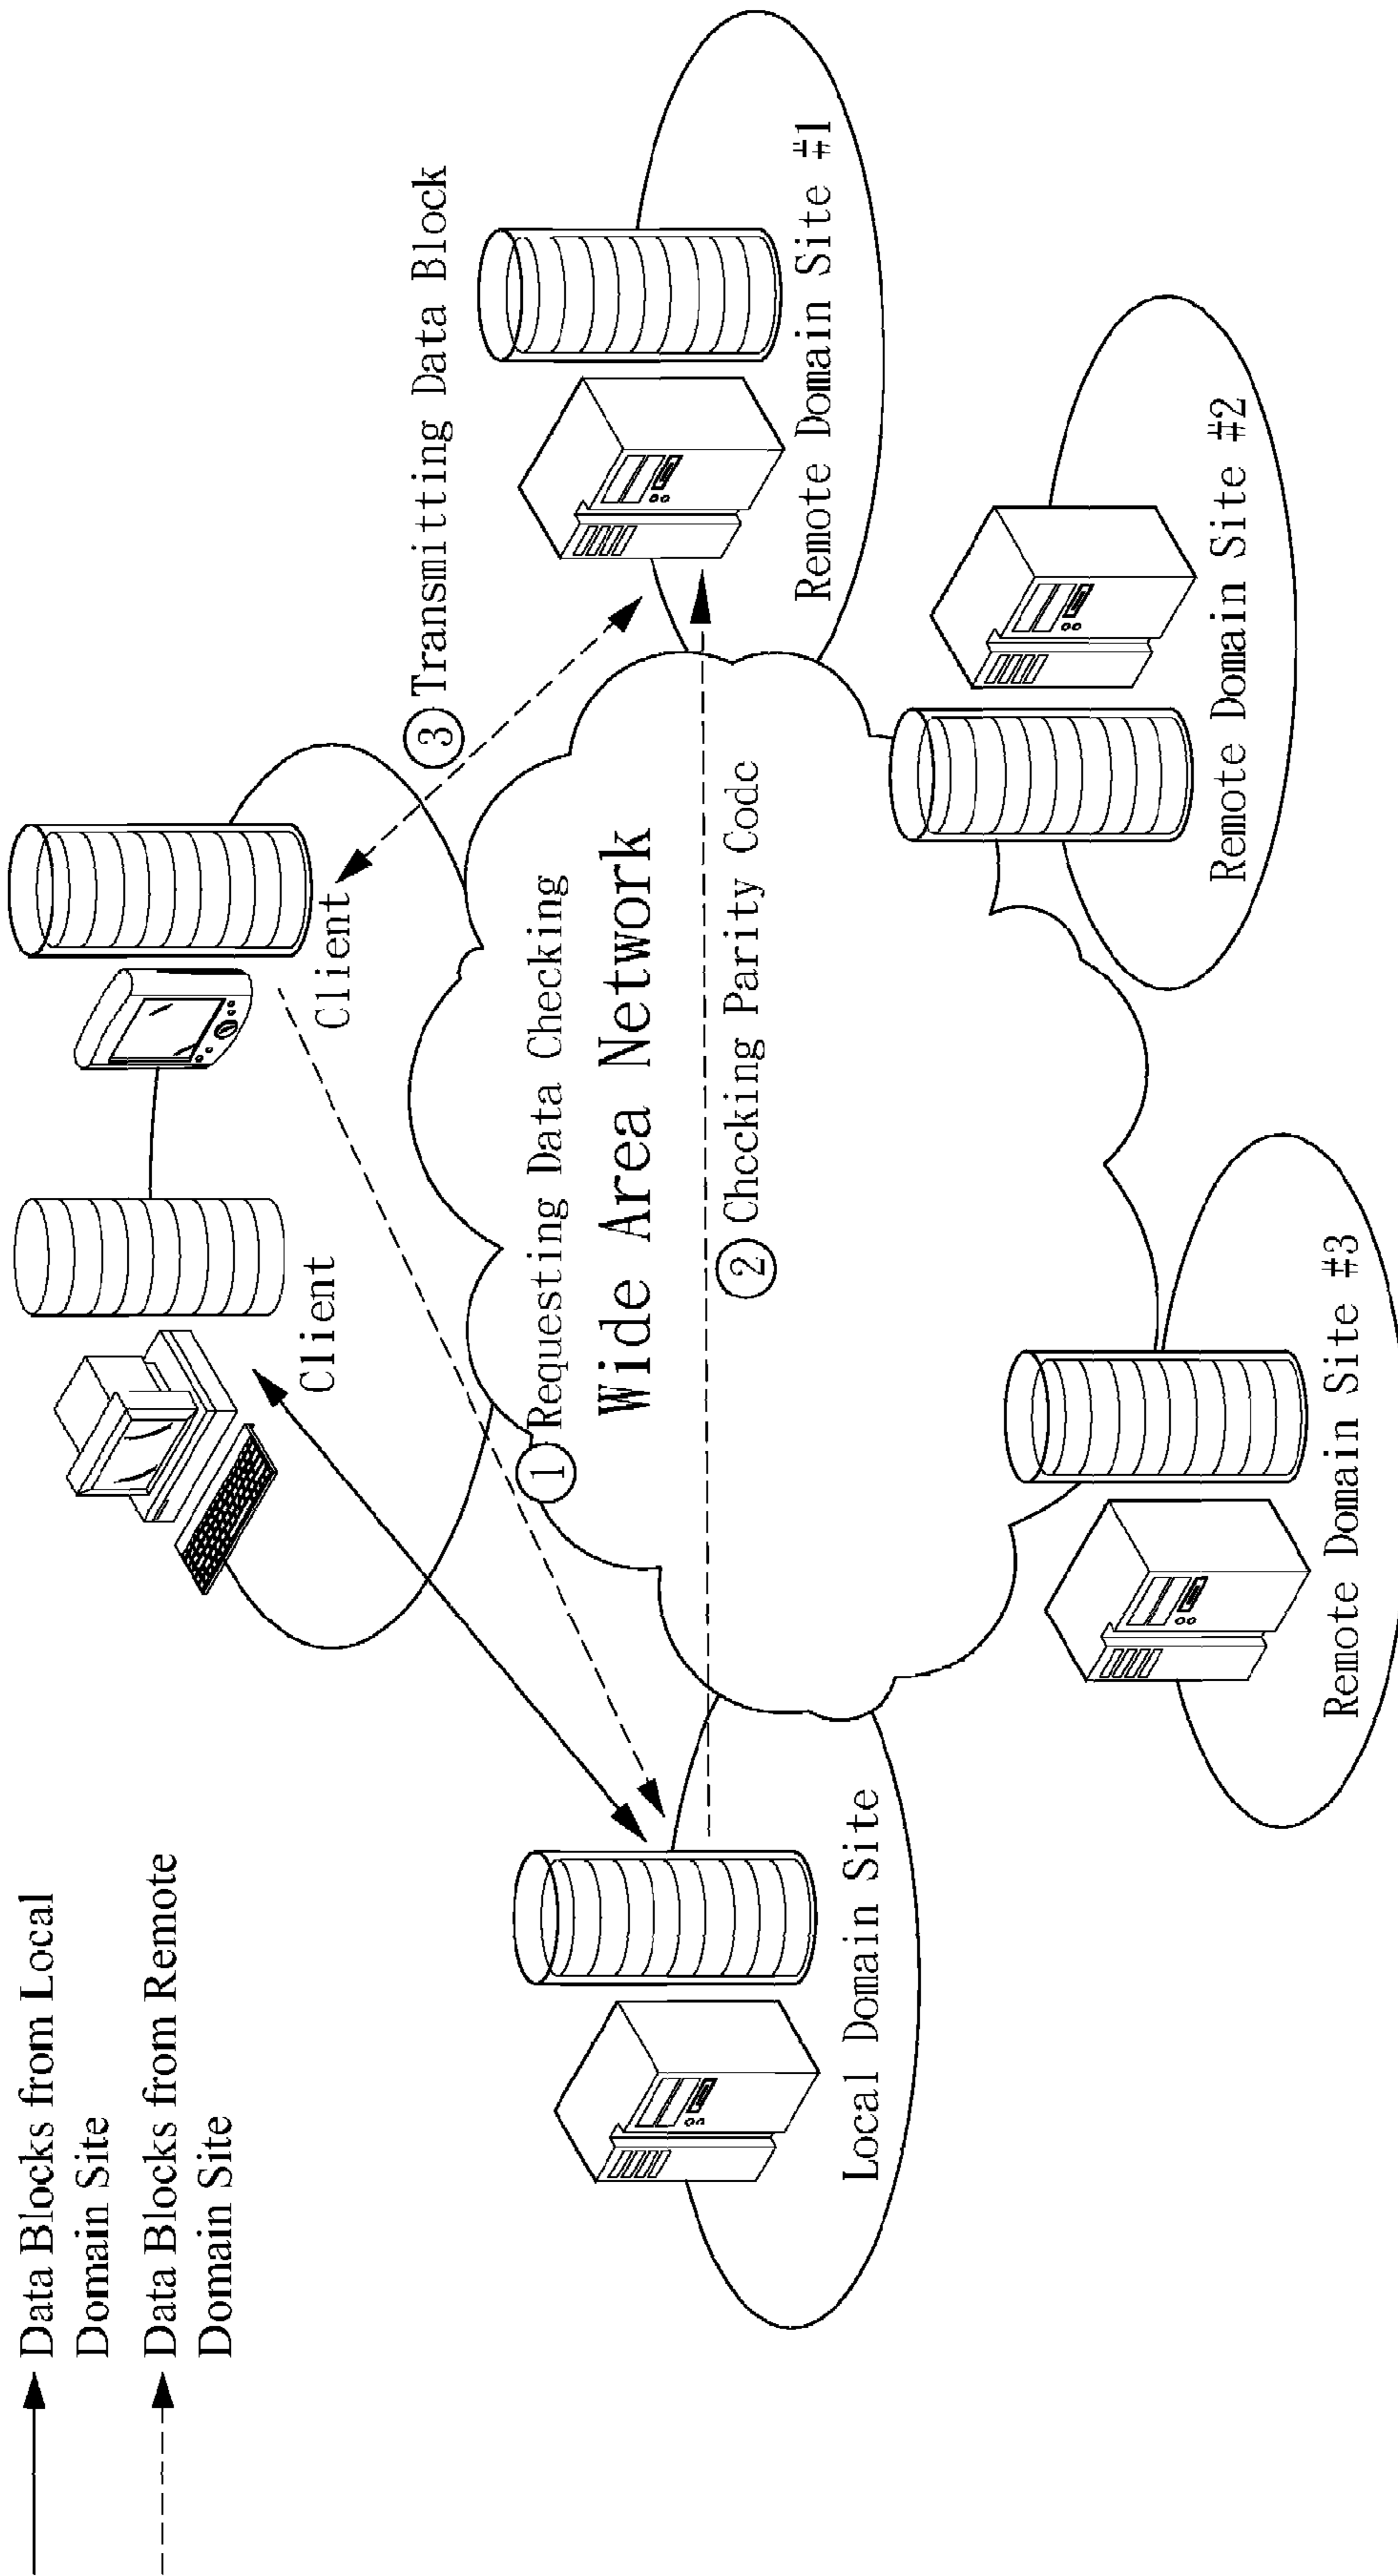 Data Blocks from Local
Domain Site
Data Blocks from Remote
Domain Site
Client
Client
③ Transmitting Data Block
① Requesting Data Checking
Wide Area Network
② Checking Parity Code
Local Domain Site
Remote Domain Site #1
Remote Domain Site #2
Remote Domain Site #3